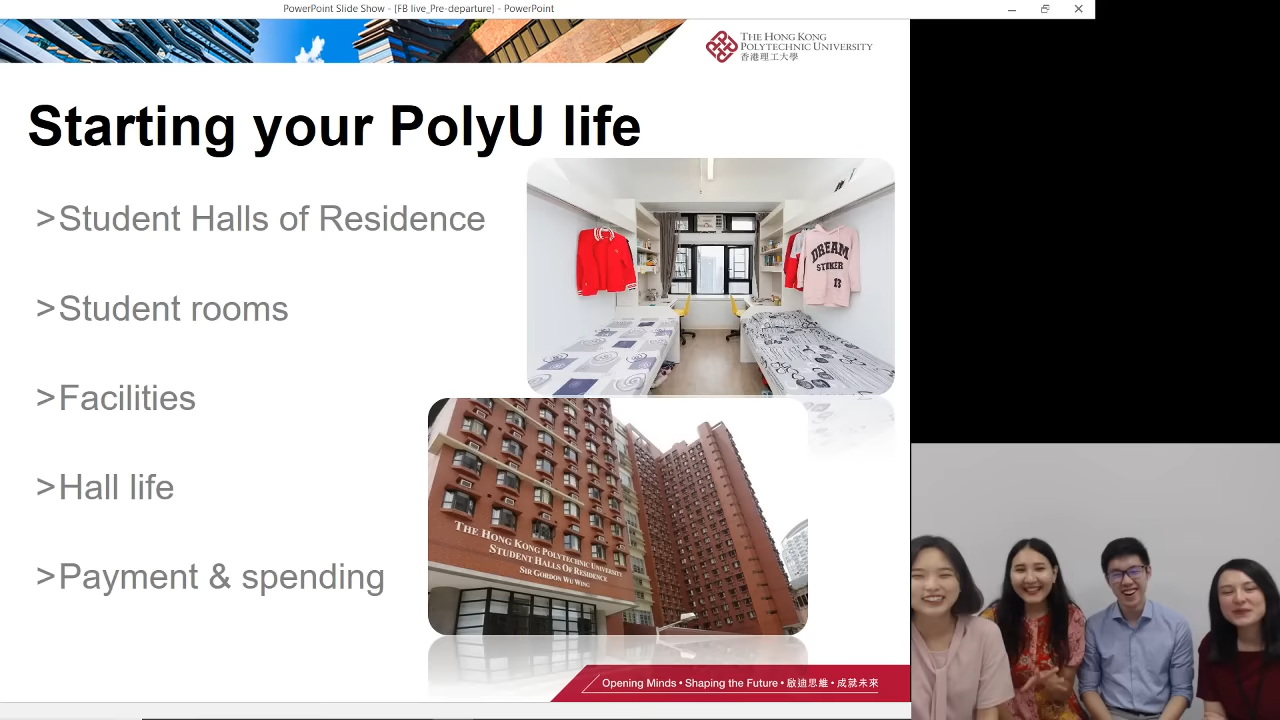 PowerPoint Slide Show - [FB live_Pre-departure] - PowerPoint
THE HONG KONG
POLYTECHNIC UNIVERSITY
香港理工大學
Starting your PolyU life
>Student Halls of Residence
>Student rooms
>Facilities
>Hall life
>Payment & spending
DREAM
STRIKER
13
THE HONG KONG POLYTECHNIC UNIVERSITY
STUDENT HALLS OF RESIDENCE
SIR GORDON WU WING
Opening Minds • Shaping the Future • 啟迪思維 • 成就未來